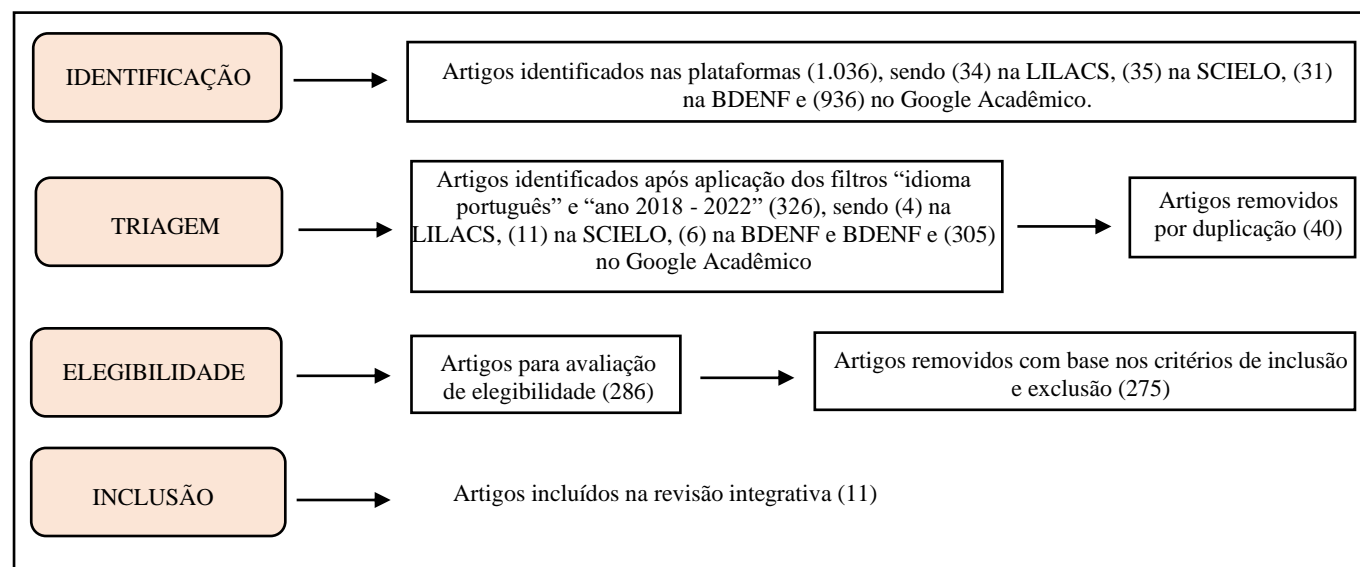 IDENTIFICAÇÃO
Artigos identificados nas plataformas (1.036), sendo (34) na LILACS, (35) na SCIELO, (31)
na BDENF e (936) no Google Acadêmico.
TRIAGEM
Artigos identificados após aplicação dos filtros “idioma
português” e “ano 2018 - 2022” (326), sendo (4) na
LILACS, (11) na SCIELO, (6) na BDENF e BDENF e (305)
no Google Acadêmico
Artigos removidos
por duplicação (40)
ELEGIBILIDADE
Artigos para avaliação
de elegibilidade (286)
Artigos removidos com base nos critérios de inclusão
e exclusão (275)
INCLUSÃO
Artigos incluídos na revisão integrativa (11)